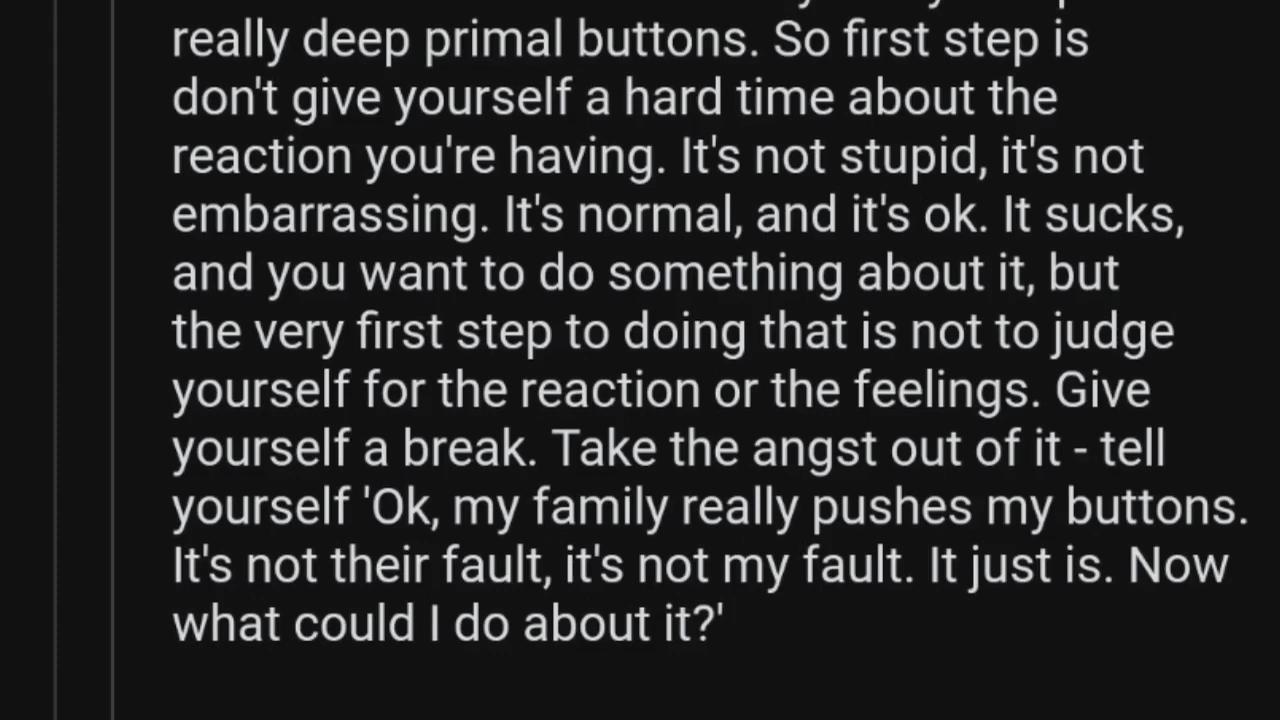 really deep primal buttons. So first step is
don't give yourself a hard time about the
reaction you're having. It's not stupid, it's not
embarrassing. It's normal, and it's ok. It sucks,
and you want to do something about it, but
the very first step to doing that is not to judge
yourself for the reaction or the feelings. Give
yourself a break. Take the angst out of it - tell
yourself 'Ok, my family really pushes my buttons.
It's not their fault, it's not my fault. It just is. Now
what could I do about it?'